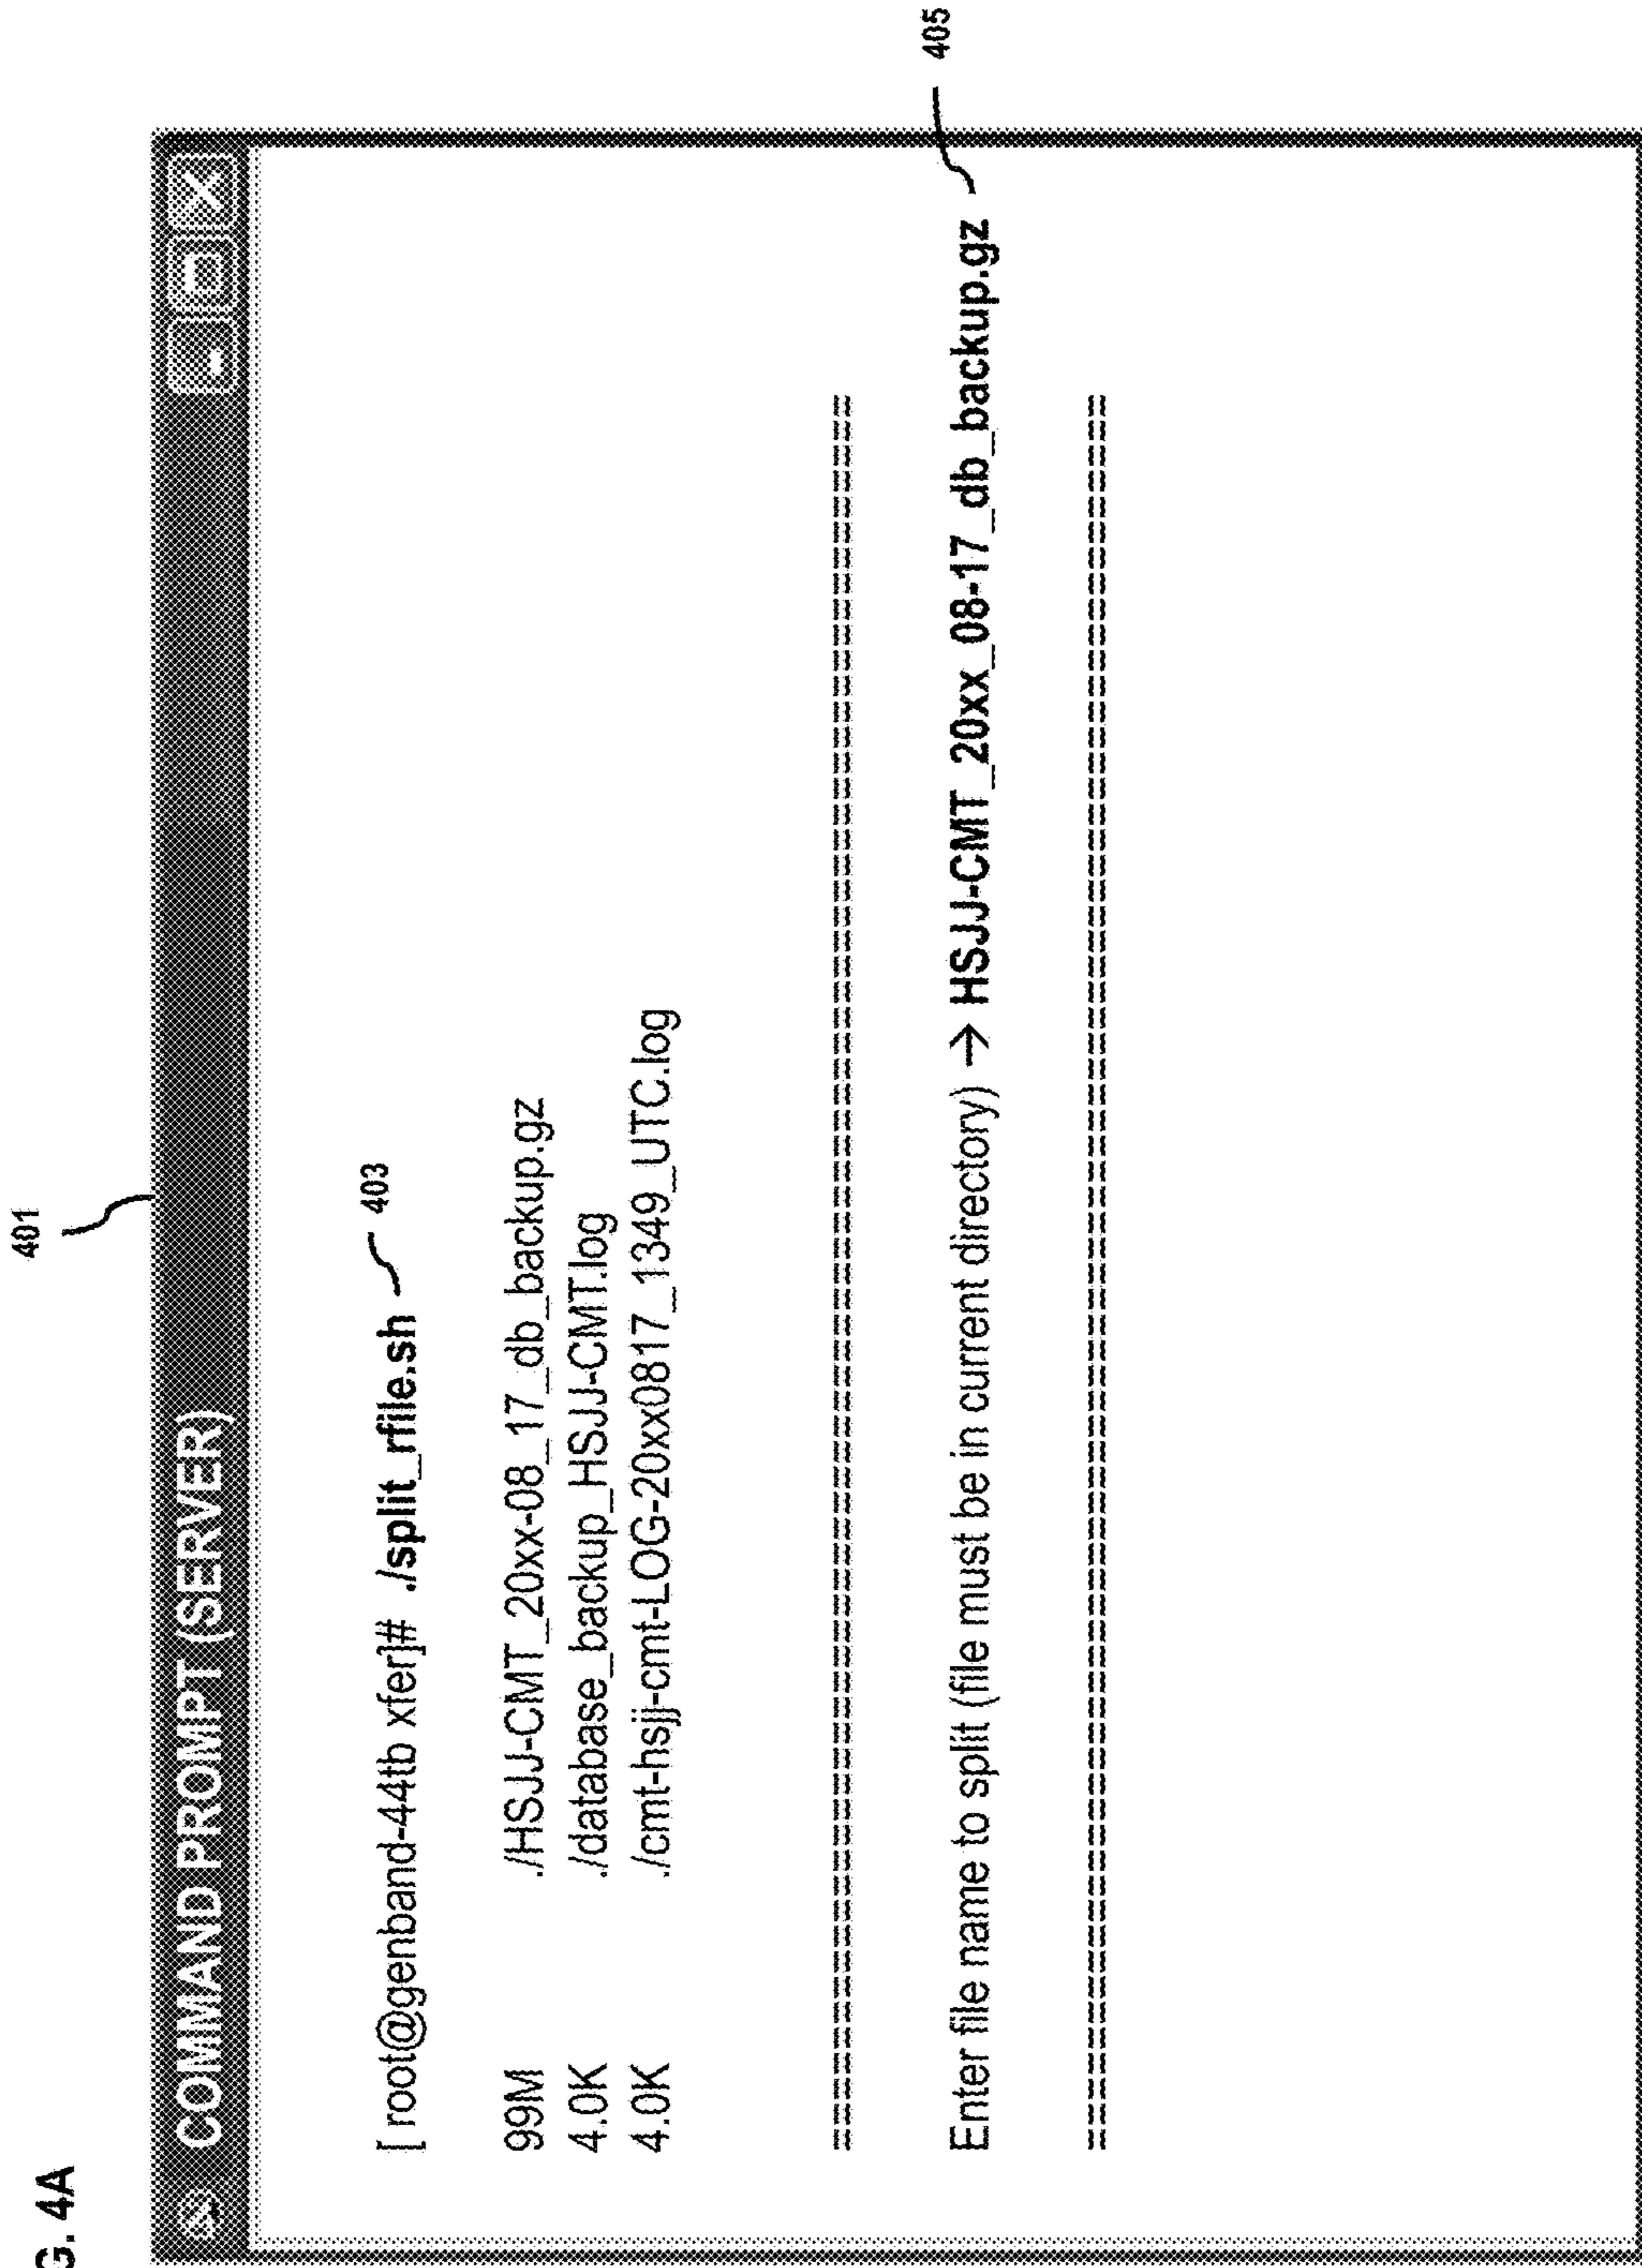 G. 4A
401
COMMAND PROMPT (SERVER)
[ root@genband-44tb xfer]# ./split_rfile.sh 403
99M ./HSJJ-CMT_20xx-08_17_db_backup.gz
4.0K ./database_backup_HSJJ-CMT.log
4.0K ./cmt-hsjj-cmt-LOG-20xx0817_1349_UTC.log
==========================================================================
Enter file name to split (file must be in current directory) → HSJJ-CMT_20xx_08-17_db_backup.gz 405
==========================================================================